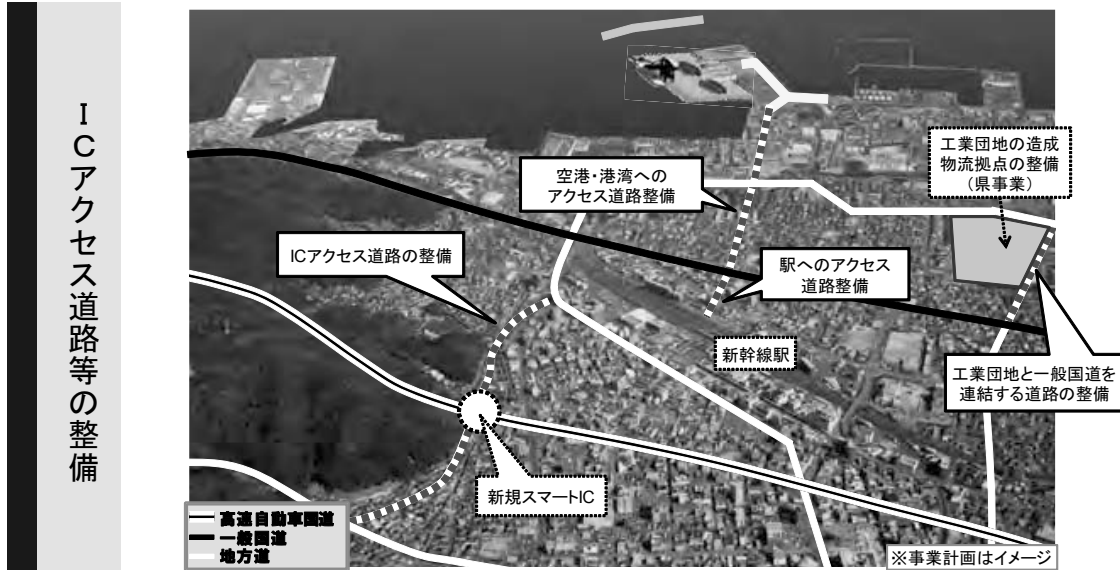 ICアクセス道路等の整備
工業団地の造成
物流拠点の整備
（県事業）
空港・港湾への
アクセス道路整備
ICアクセス道路の整備
駅へのアクセス
道路整備
新幹線駅
工業団地と一般国道を
連結する道路の整備
新規スマートIC
高速自動車国道
一般国道
地方道
※事業計画はイメージ